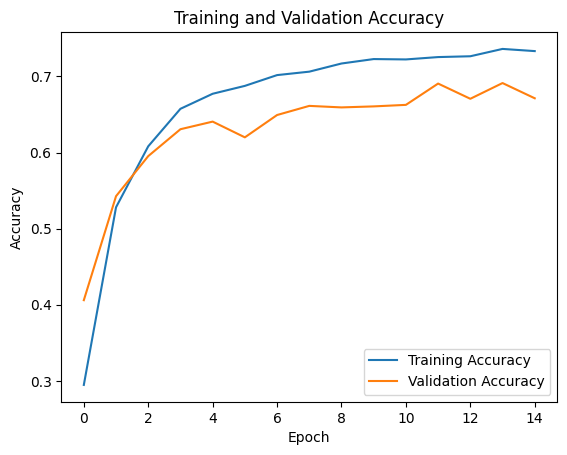 Training and Validation Accuracy
Accuracy
0.7
0.6
0.5
0.4
0.3
Training Accuracy
Validation Accuracy
0 2 4 6 8 10 12 14
Epoch